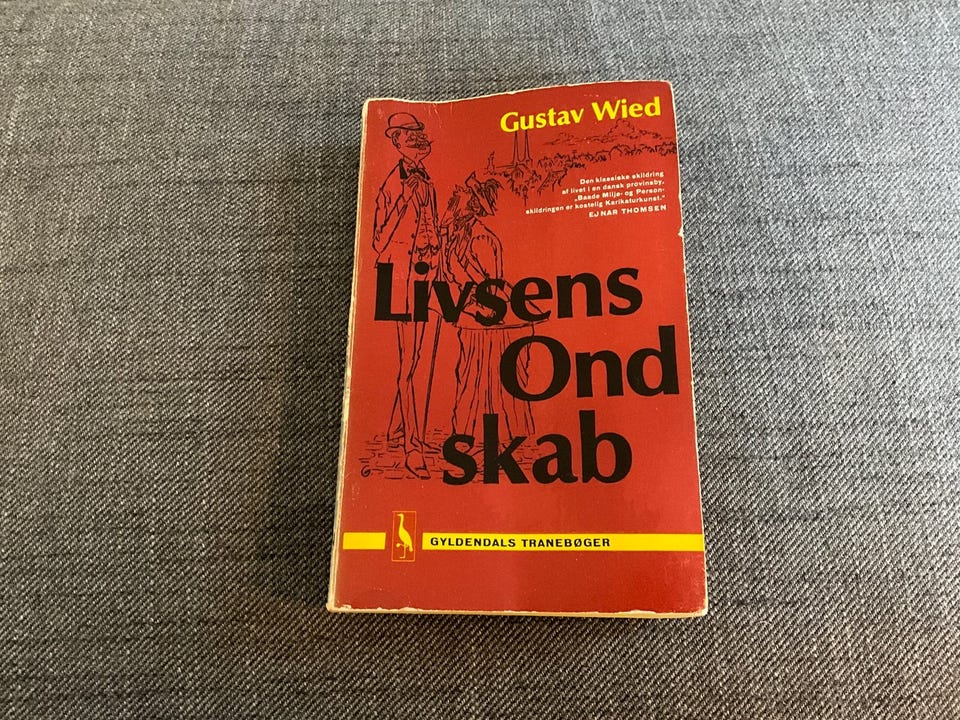 Gustav Wied
Den klassiske skildring
af livet i en dansk provinsby.
„Baade Miljø- og Person-
skildringen er kostelig Karikaturkunst.“
EJNAR THOMSEN
Livsens
Ond
skab
GYLDENDALS TRANEBØGER